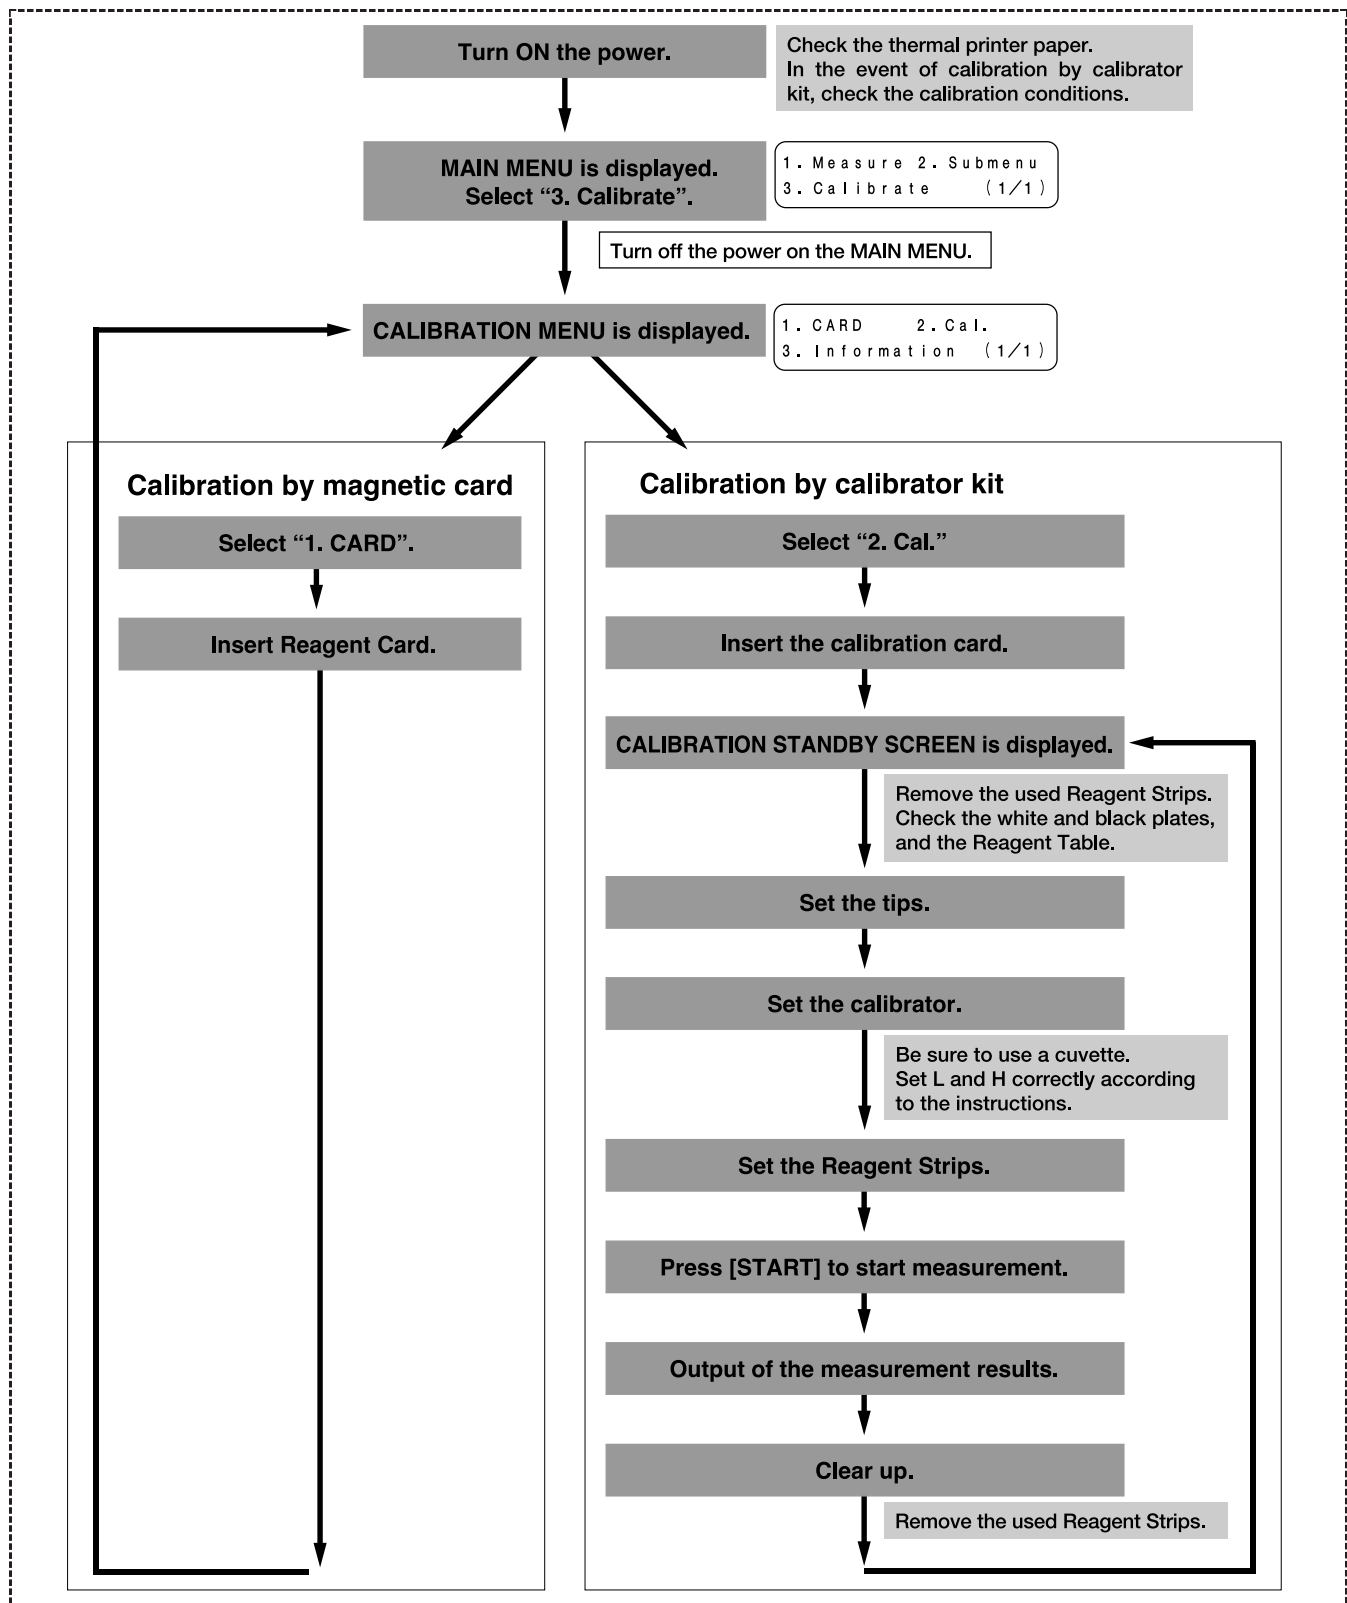 Turn ON the power.
Check the thermal printer paper.
In the event of calibration by calibrator
kit, check the calibration conditions.
MAIN MENU is displayed.
Select “3. Calibrate”.
1. Measure 2. Submenu
3. Calibrate (1/1)
Turn off the power on the MAIN MENU.
CALIBRATION MENU is displayed.
1. CARD 2. Cal.
3. Information (1/1)
Calibration by magnetic card
Select “1. CARD”.
Insert Reagent Card.
Calibration by calibrator kit
Select “2. Cal.”
Insert the calibration card.
CALIBRATION STANDBY SCREEN is displayed.
Remove the used Reagent Strips.
Check the white and black plates,
and the Reagent Table.
Set the tips.
Set the calibrator.
Be sure to use a cuvette.
Set L and H correctly according
to the instructions.
Set the Reagent Strips.
Press [START] to start measurement.
Output of the measurement results.
Clear up.
Remove the used Reagent Strips.